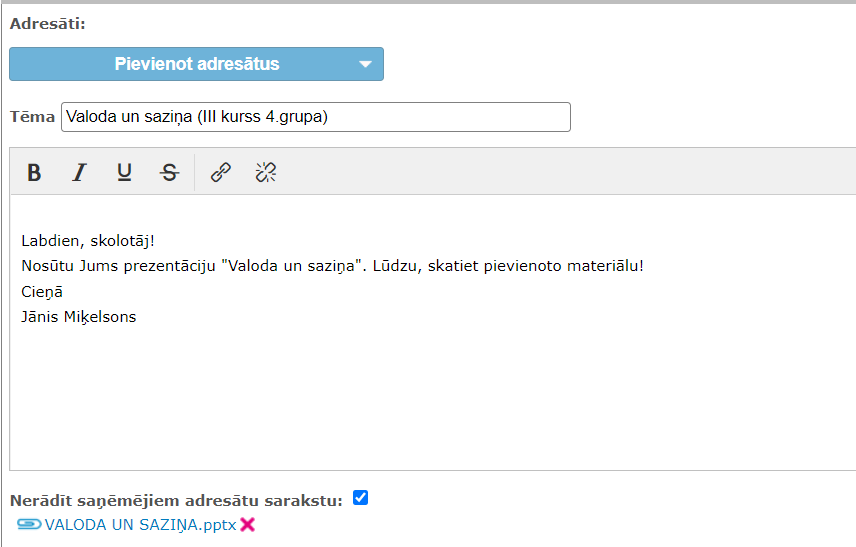 Adresāti:
Pievienot adresātus
Tēma Valoda un saziņa (III kurss 4.grupa)
B I U S
Labdien, skolotāj!
Nosūtu Jums prezentāciju "Valoda un saziņa". Lūdzu, skatiet pievienoto materiālu!
Cieņā
Jānis Miķelsons
Nerādīt saņēmējiem adresātu sarakstu:
VALODA UN SAZIŅA.pptx